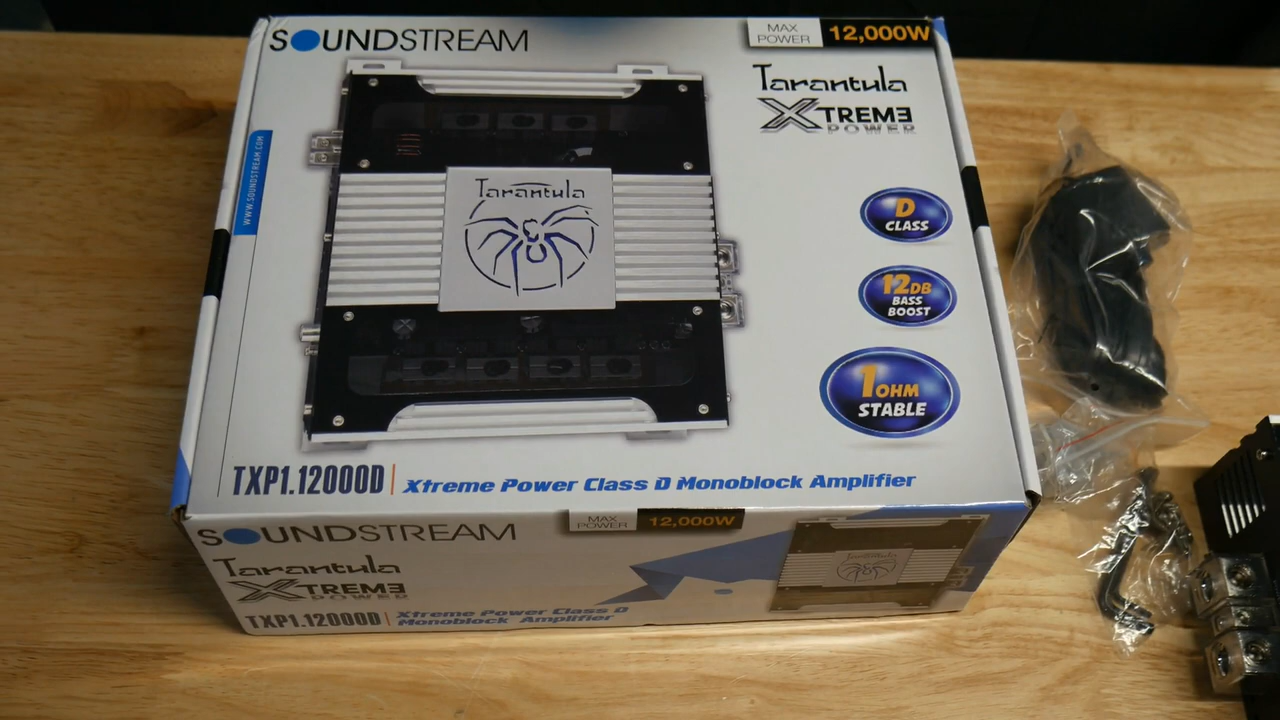 SOUNDSTREAM
MAX POWER 12,000W
Tarantula
XTREME
POWER
WWW.SOUNDSTREAM.COM
Tarantula
D
CLASS
12DB
BASS
BOOST
1OHM
STABLE
TXP1.12000D | Xtreme Power Class D Monoblock Amplifier
SOUNDSTREAM
MAX POWER 12,000W
Tarantula
XTREME
POWER
Tarantula
TXP1.12000D | Xtreme Power Class D
Monoblock Amplifier